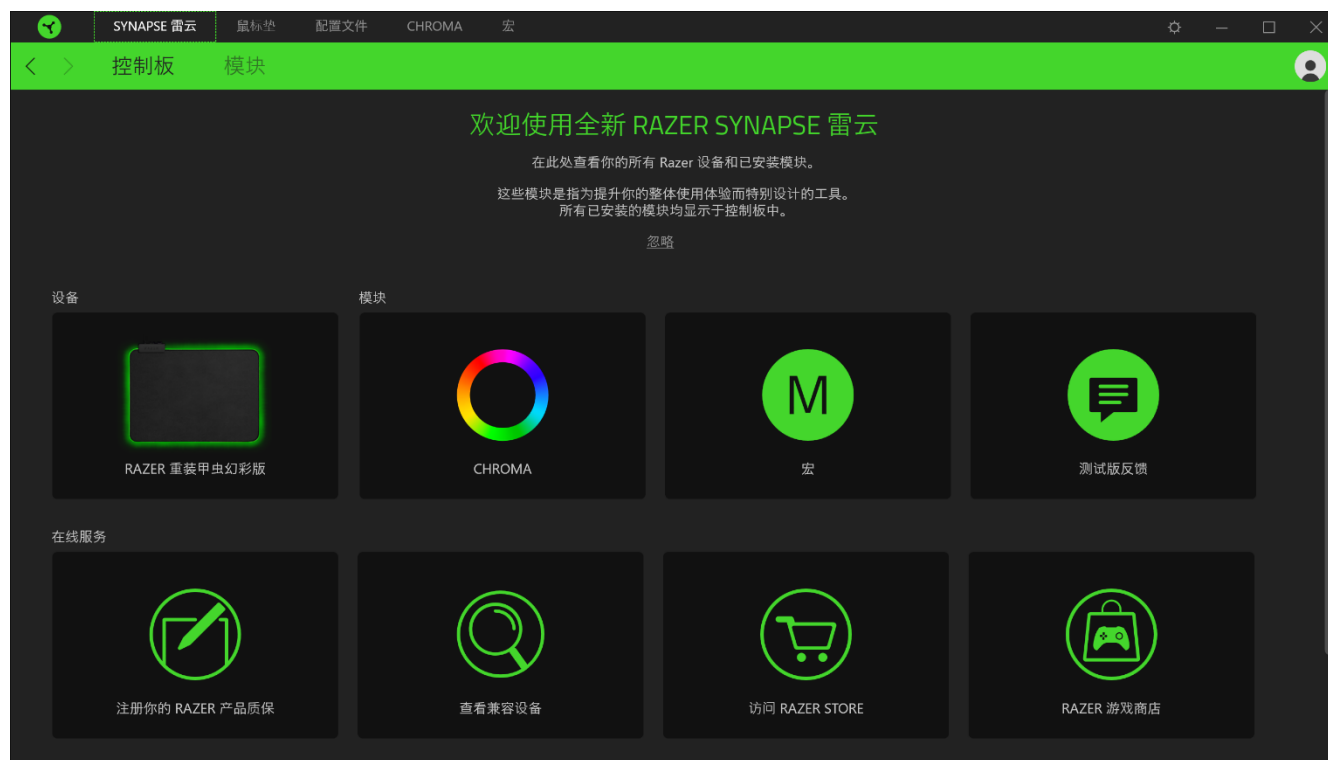 SYNAPSE 雷云 鼠标垫 配置文件 CHROMA 宏
控制板 模块
欢迎使用全新 RAZER SYNAPSE 雷云
在此处查看你的所有 Razer 设备和已安装模块。
这些模块是指为提升你的整体使用体验而特别设计的工具。
所有已安装的模块均显示于控制板中。
忽略
设备 模块
M
RAZER 重装甲虫幻彩版 CHROMA 宏 测试版反馈
在线服务
注册你的 RAZER 产品质保 查看兼容设备 访问 RAZER STORE RAZER 游戏商店